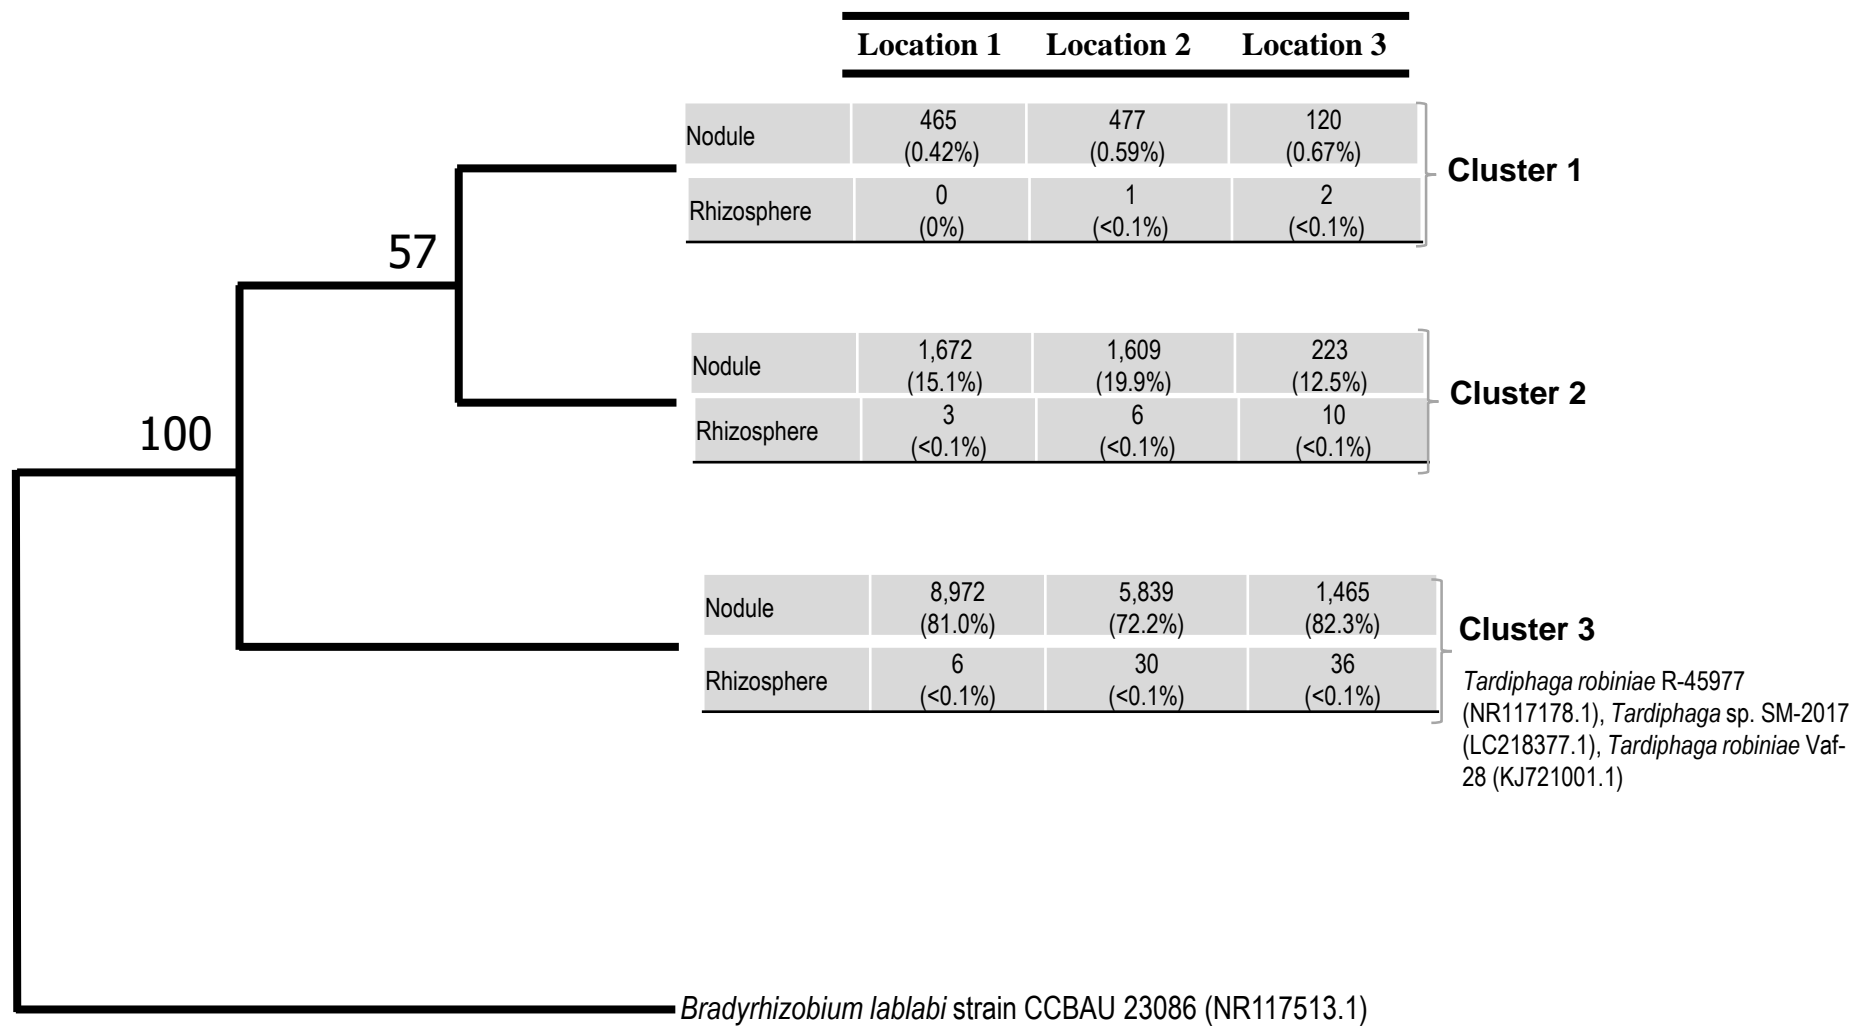 Location 1 Location 2 Location 3
Nodule 465 477 120
(0.42%) (0.59%) (0.67%)
Cluster 1
Rhizosphere 0 1 2
(0%) (<0.1%) (<0.1%)
57
Nodule 1,672 1,609 223
(15.1%) (19.9%) (12.5%)
Cluster 2
Rhizosphere 3 6 10
(<0.1%) (<0.1%) (<0.1%)
100
Nodule 8,972 5,839 1,465
(81.0%) (72.2%) (82.3%)
Cluster 3
Rhizosphere 6 30 36
(<0.1%) (<0.1%) (<0.1%)
Tardiphaga robiniae R-45977
(NR117178.1), Tardiphaga sp. SM-2017
(LC218377.1), Tardiphaga robiniae Vaf-
28 (KJ721001.1)
Bradyrhizobium lablabi strain CCBAU 23086 (NR117513.1)